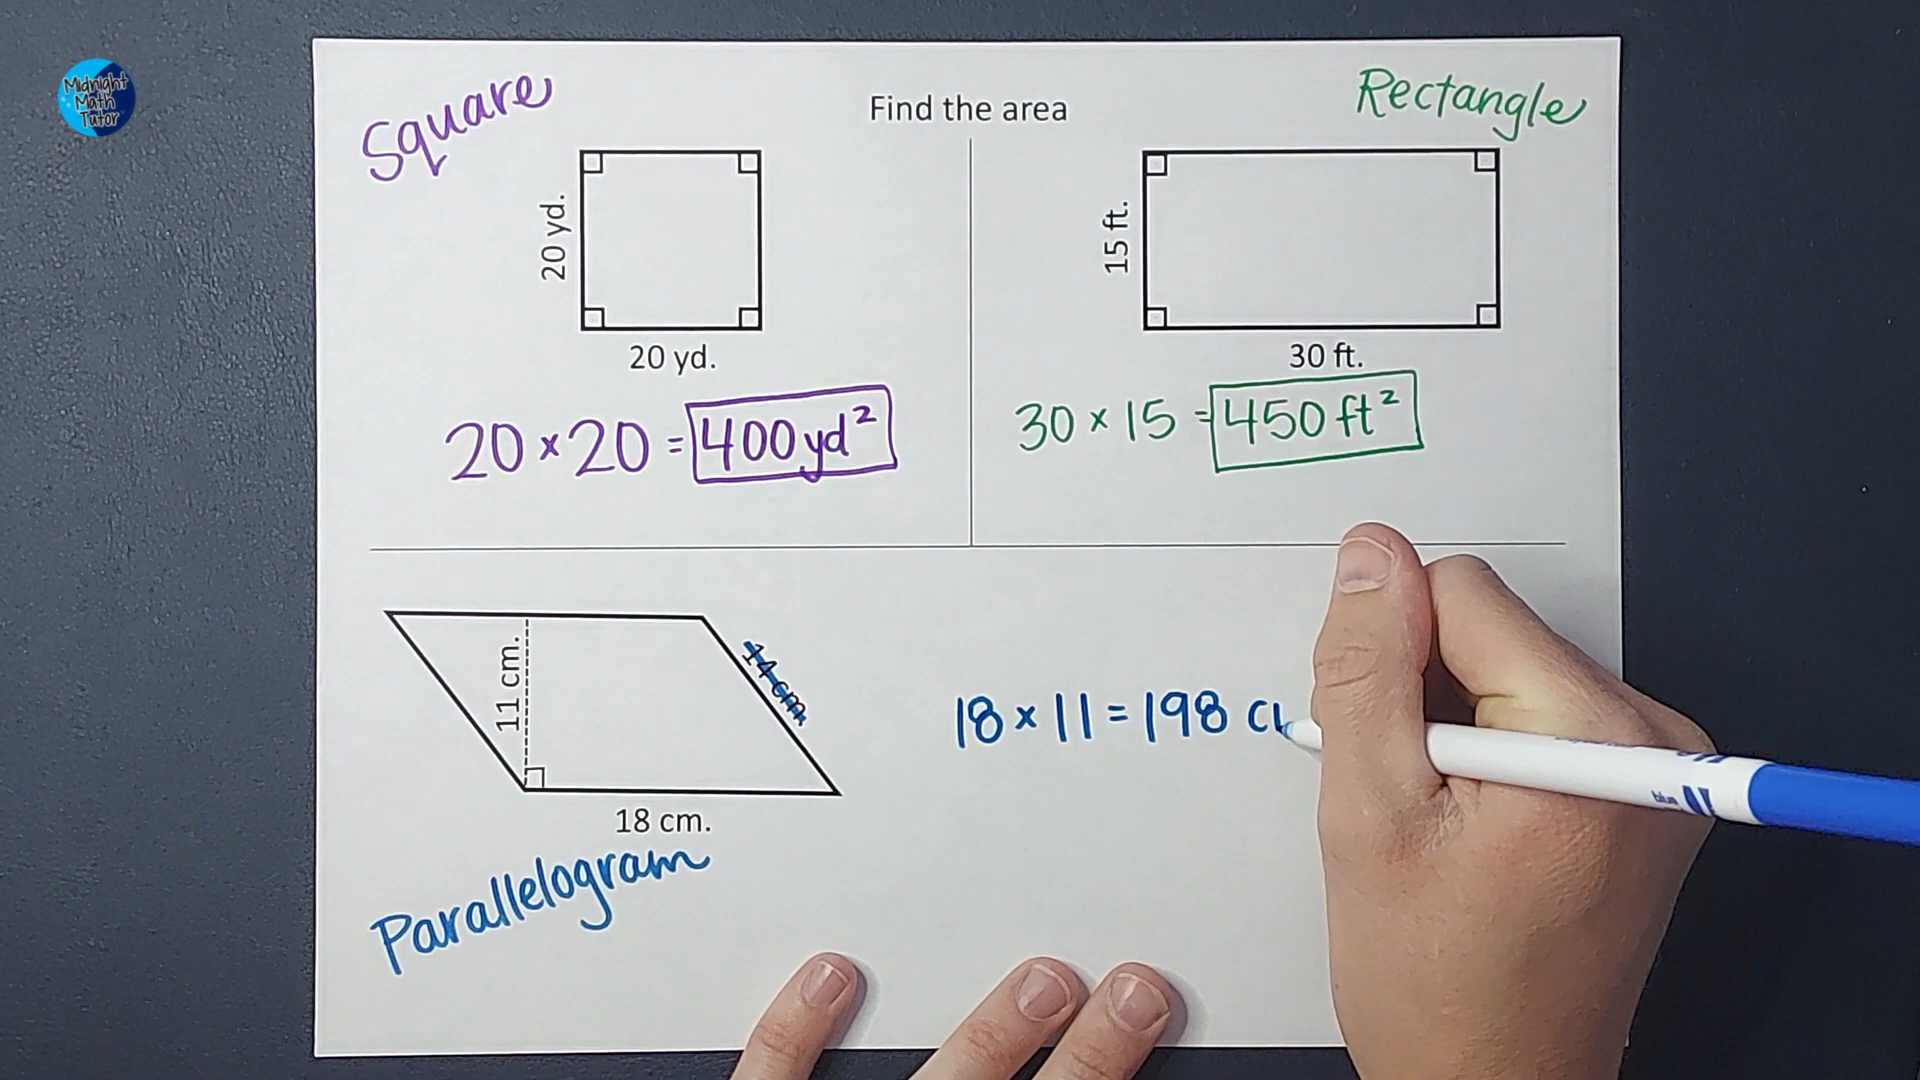 Midnight
Math
Tutor
Square
Find the area
Rectangle
20 yd.
20 yd.
15 ft.
30 ft.
20 × 20 = 400 yd²
30 × 15 = 450 ft²
11 cm.
14 cm
18 cm.
18 × 11 = 198 c
Parallelogram
blue